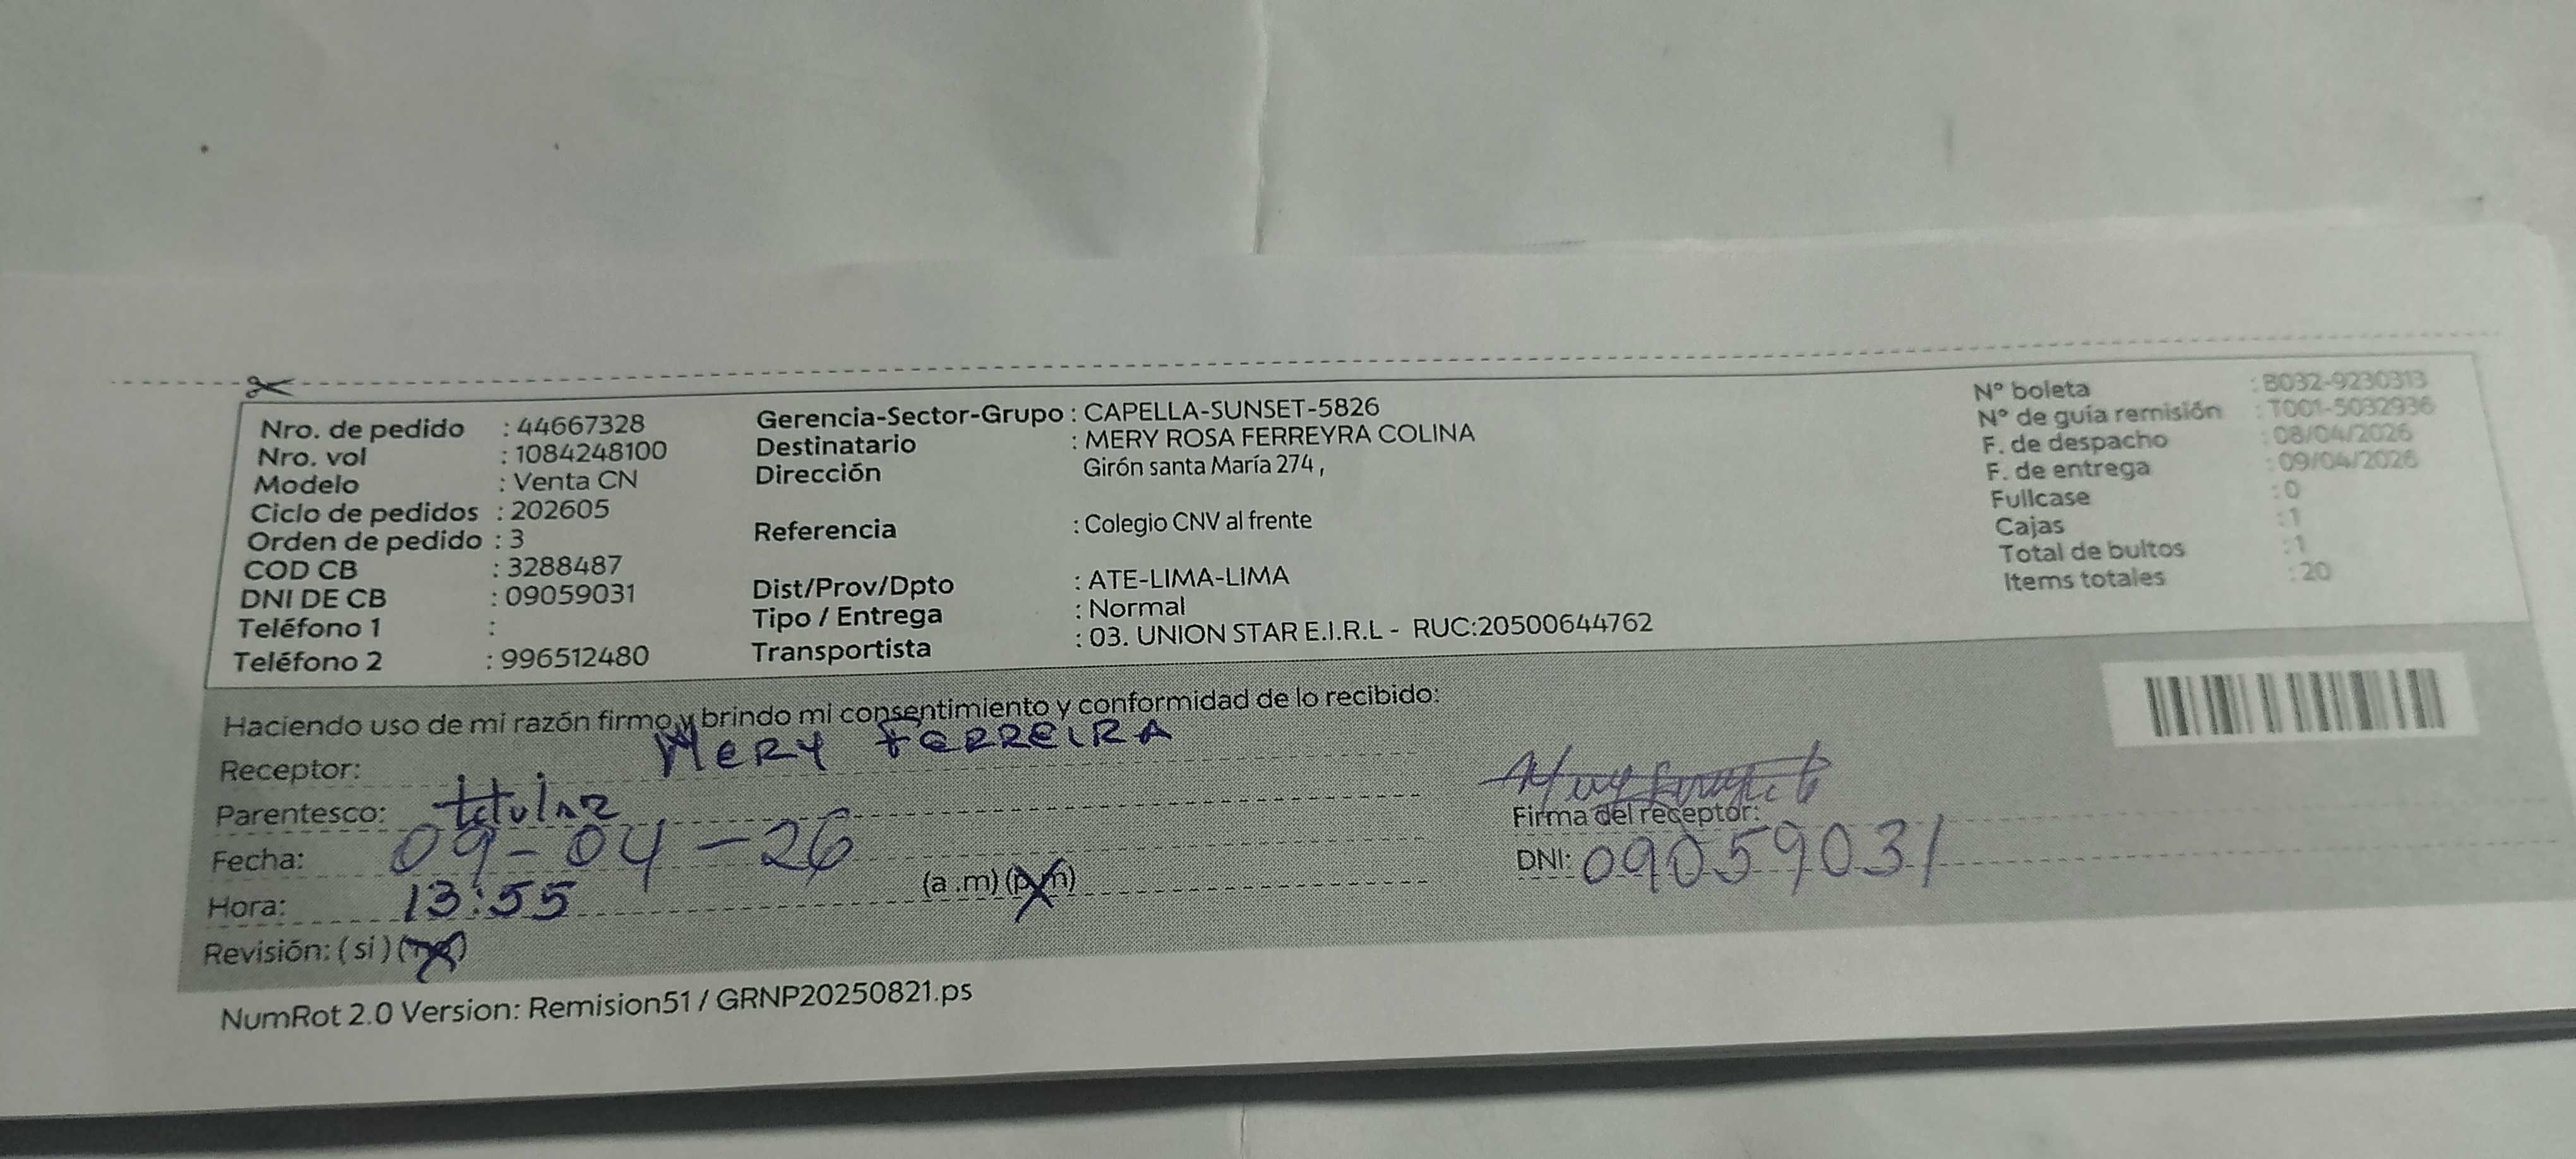 Nro. de pedido : 44667328
Nro. vol : 1084248100
Modelo : Venta CN
Ciclo de pedidos : 202605
Orden de pedido : 3
COD CB : 3288487
DNI DE CB : 09059031
Teléfono 1 :
Teléfono 2 : 996512480
Gerencia-Sector-Grupo : CAPELLA-SUNSET-5826
Destinatario : MERY ROSA FERREYRA COLINA
Dirección Girón santa María 274 ,
Referencia : Colegio CNV al frente
Dist/Prov/Dpto : ATE-LIMA-LIMA
Tipo / Entrega : Normal
Transportista : 03. UNION STAR E.I.R.L - RUC:20500644762
N° boleta : B032-9230313
N° de guía remisión : T001-5032936
F. de despacho : 08/04/2026
F. de entrega : 09/04/2026
Fullcase : 0
Cajas : 1
Total de bultos : 1
Items totales : 20
Haciendo uso de mi razón firmo y brindo mi consentimiento y conformidad de lo recibido:
Receptor: MERY FERREIRA
Parentesco: titular
Fecha: 09-04-26
Hora: 13:55 (a .m) (p.m)
Revisión: ( si ) (no)
Firma del receptor:
DNI: 09059031
NumRot 2.0 Version: Remision51 / GRNP20250821.ps